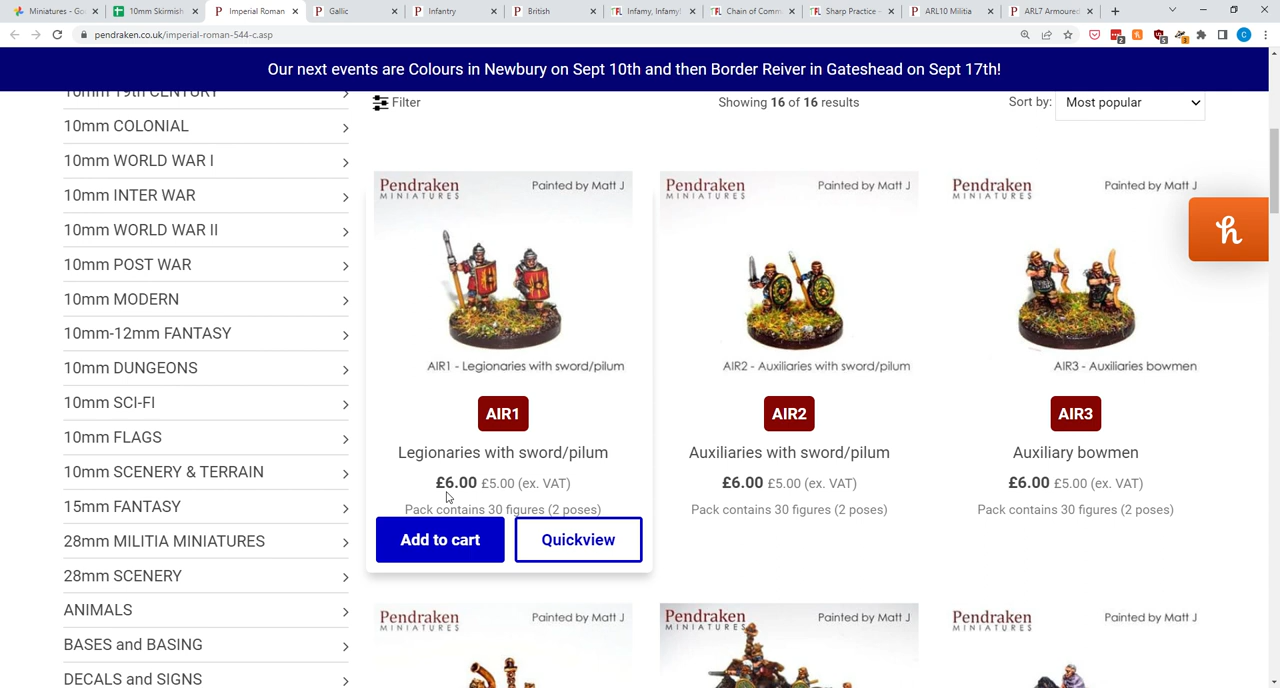 Miniatures - Go
10mm Skirmish
Imperial Roman
Gallic
Infantry
British
Infamy, Infamy!
Chain of Comm
Sharp Practice -
ARL10 Militia
ARL7 Armoured
pendraken.co.uk/imperial-roman-544-c.asp
Our next events are Colours in Newbury on Sept 10th and then Border Reiver in Gateshead on Sept 17th!
10mm 19th CENTURY
10mm COLONIAL
10mm WORLD WAR I
10mm INTER WAR
10mm WORLD WAR II
10mm POST WAR
10mm MODERN
10mm-12mm FANTASY
10mm DUNGEONS
10mm SCI-FI
10mm FLAGS
10mm SCENERY & TERRAIN
15mm FANTASY
28mm MILITIA MINIATURES
28mm SCENERY
ANIMALS
BASES and BASING
DECALS and SIGNS
Filter
Showing 16 of 16 results
Sort by: Most popular
Pendraken MINIATURES Painted by Matt J
AIR1 - Legionaries with sword/pilum
AIR1
Legionaries with sword/pilum
£6.00 £5.00 (ex. VAT)
Pack contains 30 figures (2 poses)
Add to cart
Quickview
Pendraken MINIATURES Painted by Matt J
AIR2 - Auxiliaries with sword/pilum
AIR2
Auxiliaries with sword/pilum
£6.00 £5.00 (ex. VAT)
Pack contains 30 figures (2 poses)
Pendraken MINIATURES Painted by Matt J
AIR3 - Auxiliaries bowmen
AIR3
Auxiliary bowmen
£6.00 £5.00 (ex. VAT)
Pack contains 30 figures (2 poses)
Pendraken MINIATURES Painted by Matt J
Pendraken MINIATURES Painted by Matt J
Pendraken MINIATURES Painted by Matt J